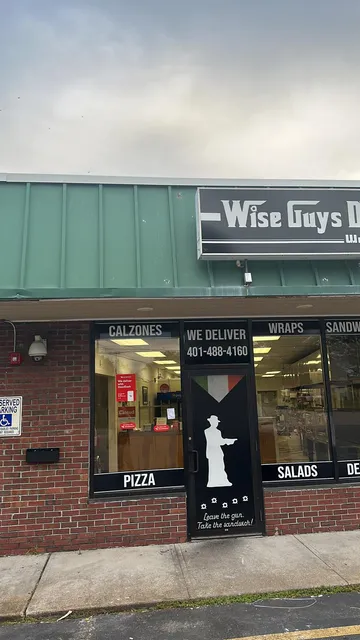 Wise Guys D
CALZONES
WE DELIVER
401-488-4160
WRAPS
SANDW
RESERVED
PARKING
PIZZA
SALADS
DE
Leave the gun.
Take the sandwich!